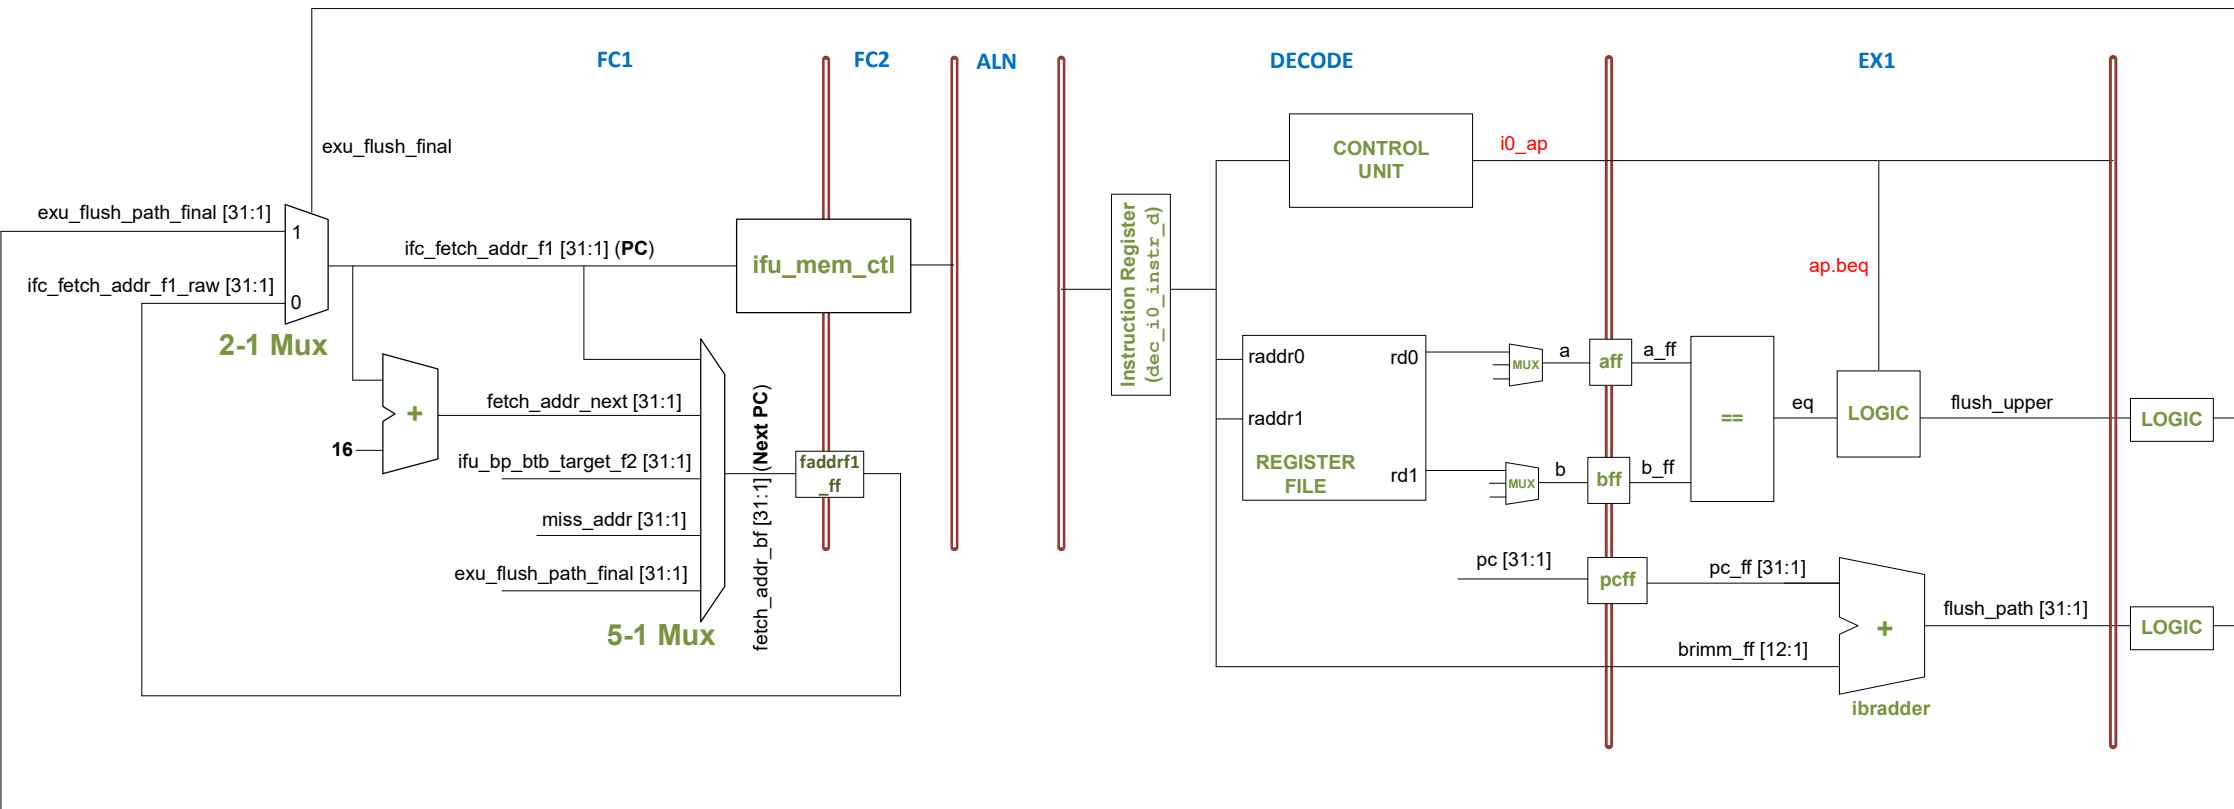 FC1
FC2
ALN
DECODE
EX1
exu_flush_final
CONTROL
UNIT
i0_ap
exu_flush_path_final [31:1]
1
ifc_fetch_addr_f1 [31:1] (PC)
ifu_mem_ctl
ifc_fetch_addr_f1_raw [31:1]
0
2-1 Mux
Instruction Register
(dec_i0_instr_d)
ap.beq
raddr0
rd0
MUX
a
aff
a_ff
+
fetch_addr_next [31:1]
16
raddr1
==
eq
LOGIC
flush_upper
LOGIC
ifu_bp_btb_target_f2 [31:1]
fetch_addr_bf [31:1] (Next PC)
faddrf1
_ff
REGISTER
FILE
rd1
MUX
b
bff
b_ff
miss_addr [31:1]
exu_flush_path_final [31:1]
5-1 Mux
pc [31:1]
pcff
pc_ff [31:1]
+
flush_path [31:1]
LOGIC
brimm_ff [12:1]
ibradder